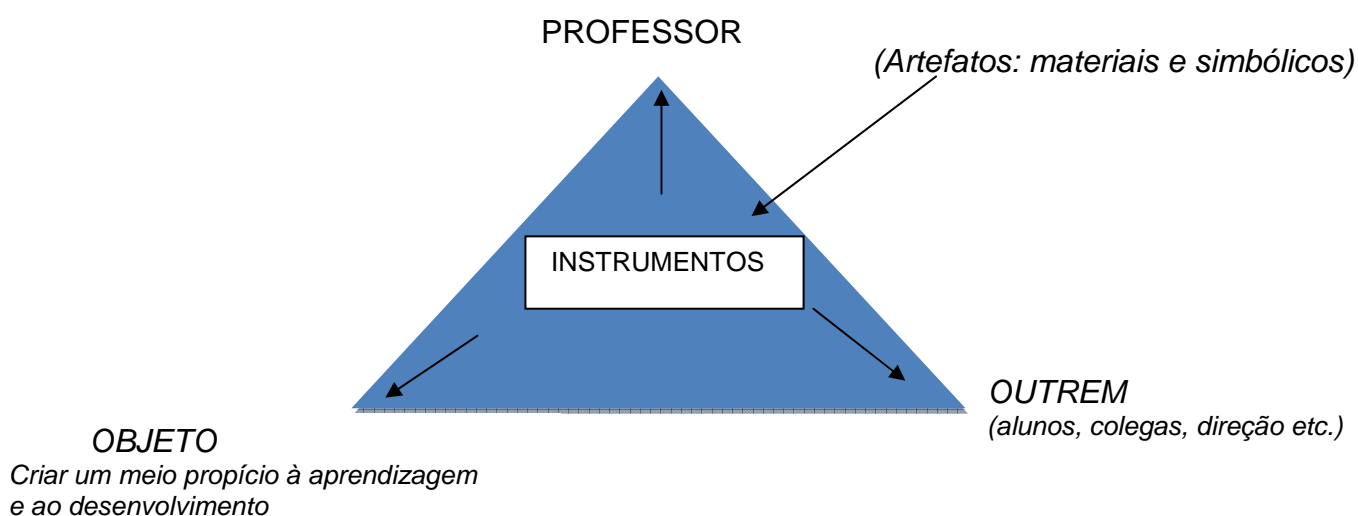 PROFESSOR
(Artefatos: materiais e simbólicos)
INSTRUMENTOS
OUTREM
(alunos, colegas, direção etc.)
OBJETO
Criar um meio propício à aprendizagem
e ao desenvolvimento